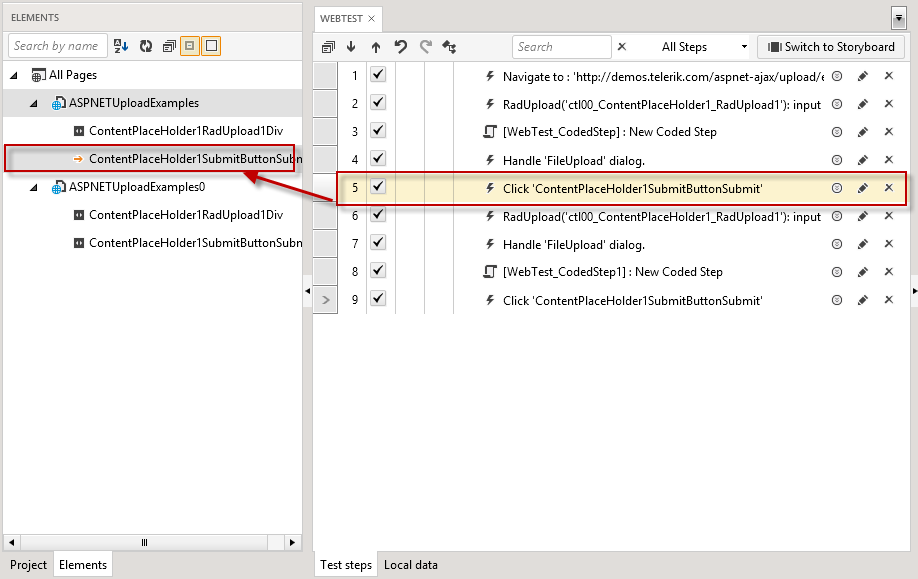 ELEMENTS
Search by name
All Pages
ASPNETUploadExamples
ContentPlaceHolder1RadUpload1Div
ContentPlaceHolder1SubmitButtonSubm
ASPNETUploadExamples0
ContentPlaceHolder1RadUpload1Div
ContentPlaceHolder1SubmitButtonSubm
Project
Elements
WEBTEST
Search
All Steps
Switch to Storyboard
1 Navigate to : 'http://demos.telerik.com/aspnet-ajax/upload/e
2 RadUpload('ctl00_ContentPlaceHolder1_RadUpload1'): input
3 [WebTest_CodedStep] : New Coded Step
4 Handle 'FileUpload' dialog.
5 Click 'ContentPlaceHolder1SubmitButtonSubmit'
6 RadUpload('ctl00_ContentPlaceHolder1_RadUpload1'): input
7 Handle 'FileUpload' dialog.
8 [WebTest_CodedStep1] : New Coded Step
9 Click 'ContentPlaceHolder1SubmitButtonSubmit'
Test steps
Local data